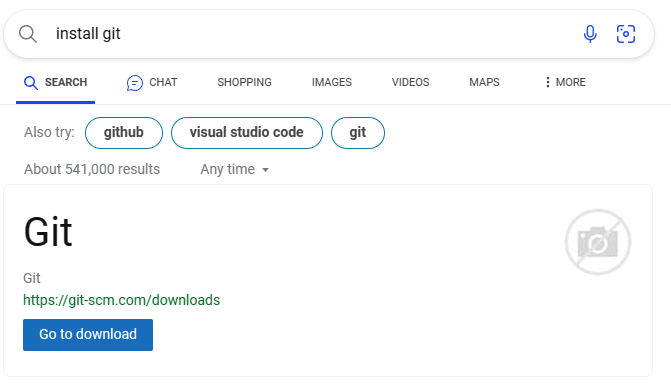 install git
SEARCH CHAT SHOPPING IMAGES VIDEOS MAPS MORE
Also try: github visual studio code git
About 541,000 results Any time
Git
Git
https://git-scm.com/downloads
Go to download